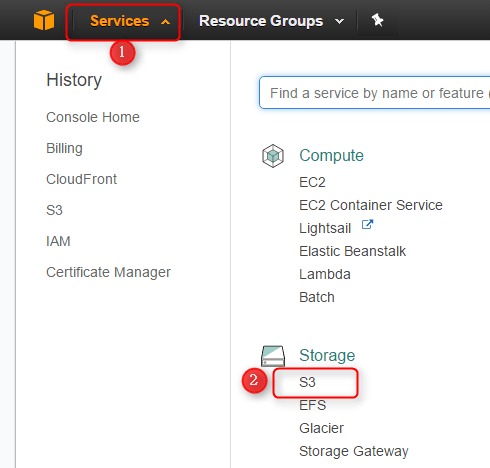 Services Resource Groups
1
History
Console Home
Billing
CloudFront
S3
IAM
Certificate Manager
Find a service by name or feature (
Compute
EC2
EC2 Container Service
Lightsail
Elastic Beanstalk
Lambda
Batch
Storage
2 S3
EFS
Glacier
Storage Gateway